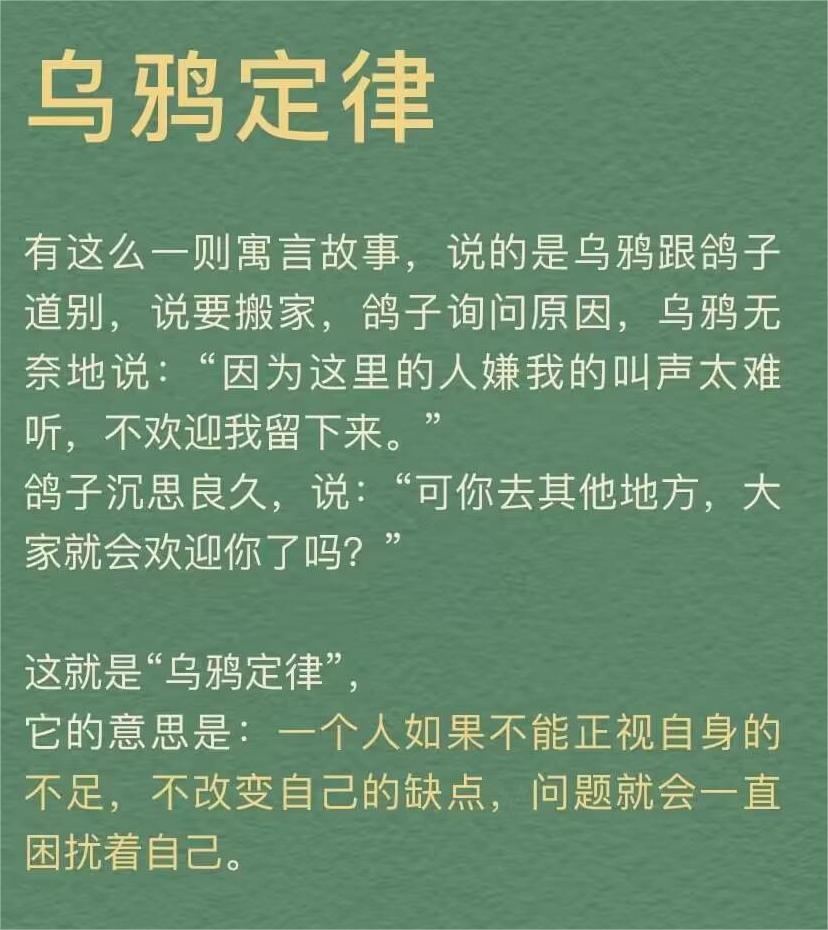 乌鸦定律
有这么一则寓言故事，说的是乌鸦跟鸽子
道别，说要搬家，鸽子询问原因，乌鸦无
奈地说：“因为这里的人嫌我的叫声太难
听，不欢迎我留下来。”
鸽子沉思良久，说：“可你去其他地方，大
家就会欢迎你了吗？”
这就是“乌鸦定律”，
它的意思是：一个人如果不能正视自身的
不足，不改变自己的缺点，问题就会一直
困扰着自己。